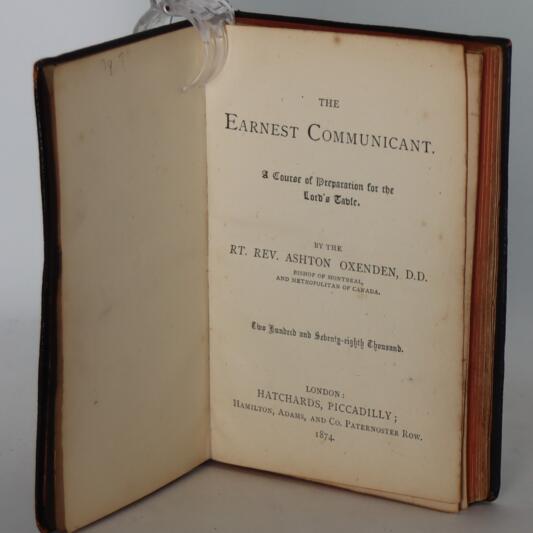 THE
EARNEST COMMUNICANT.
A Course of Preparation for the
Lord's Table.
BY THE
RT. REV. ASHTON OXENDEN, D.D.
BISHOP OF MONTREAL,
AND METROPOLITAN OF CANADA.
Two Hundred and Seventy-eighth Thousand.
LONDON:
HATCHARDS, PICCADILLY;
HAMILTON, ADAMS, AND CO. PATERNOSTER ROW.
1874.